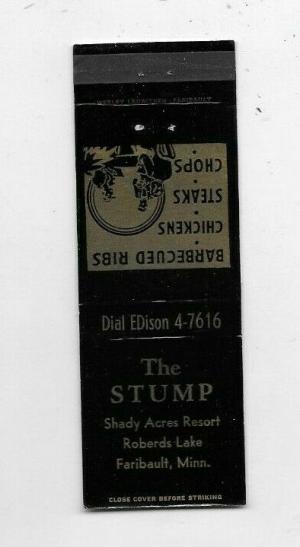 FARIBAULT
CHOPS
STEAKS
CHICKENS
BARBECUED RIBS
Dial EDison 4-7616
The
STUMP
Shady Acres Resort
Roberds Lake
Faribault, Minn.
CLOSE COVER BEFORE STRIKING